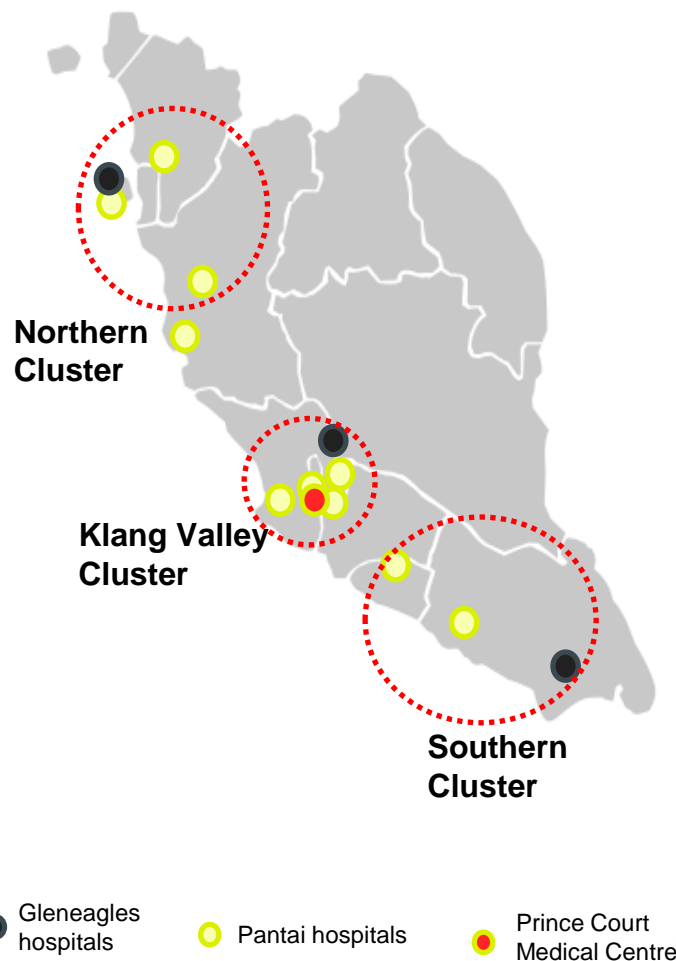 Northern
Cluster
Klang Valley
Cluster
Southern
Cluster
Gleneagles
hospitals
Pantai hospitals
Prince Court
Medical Centre